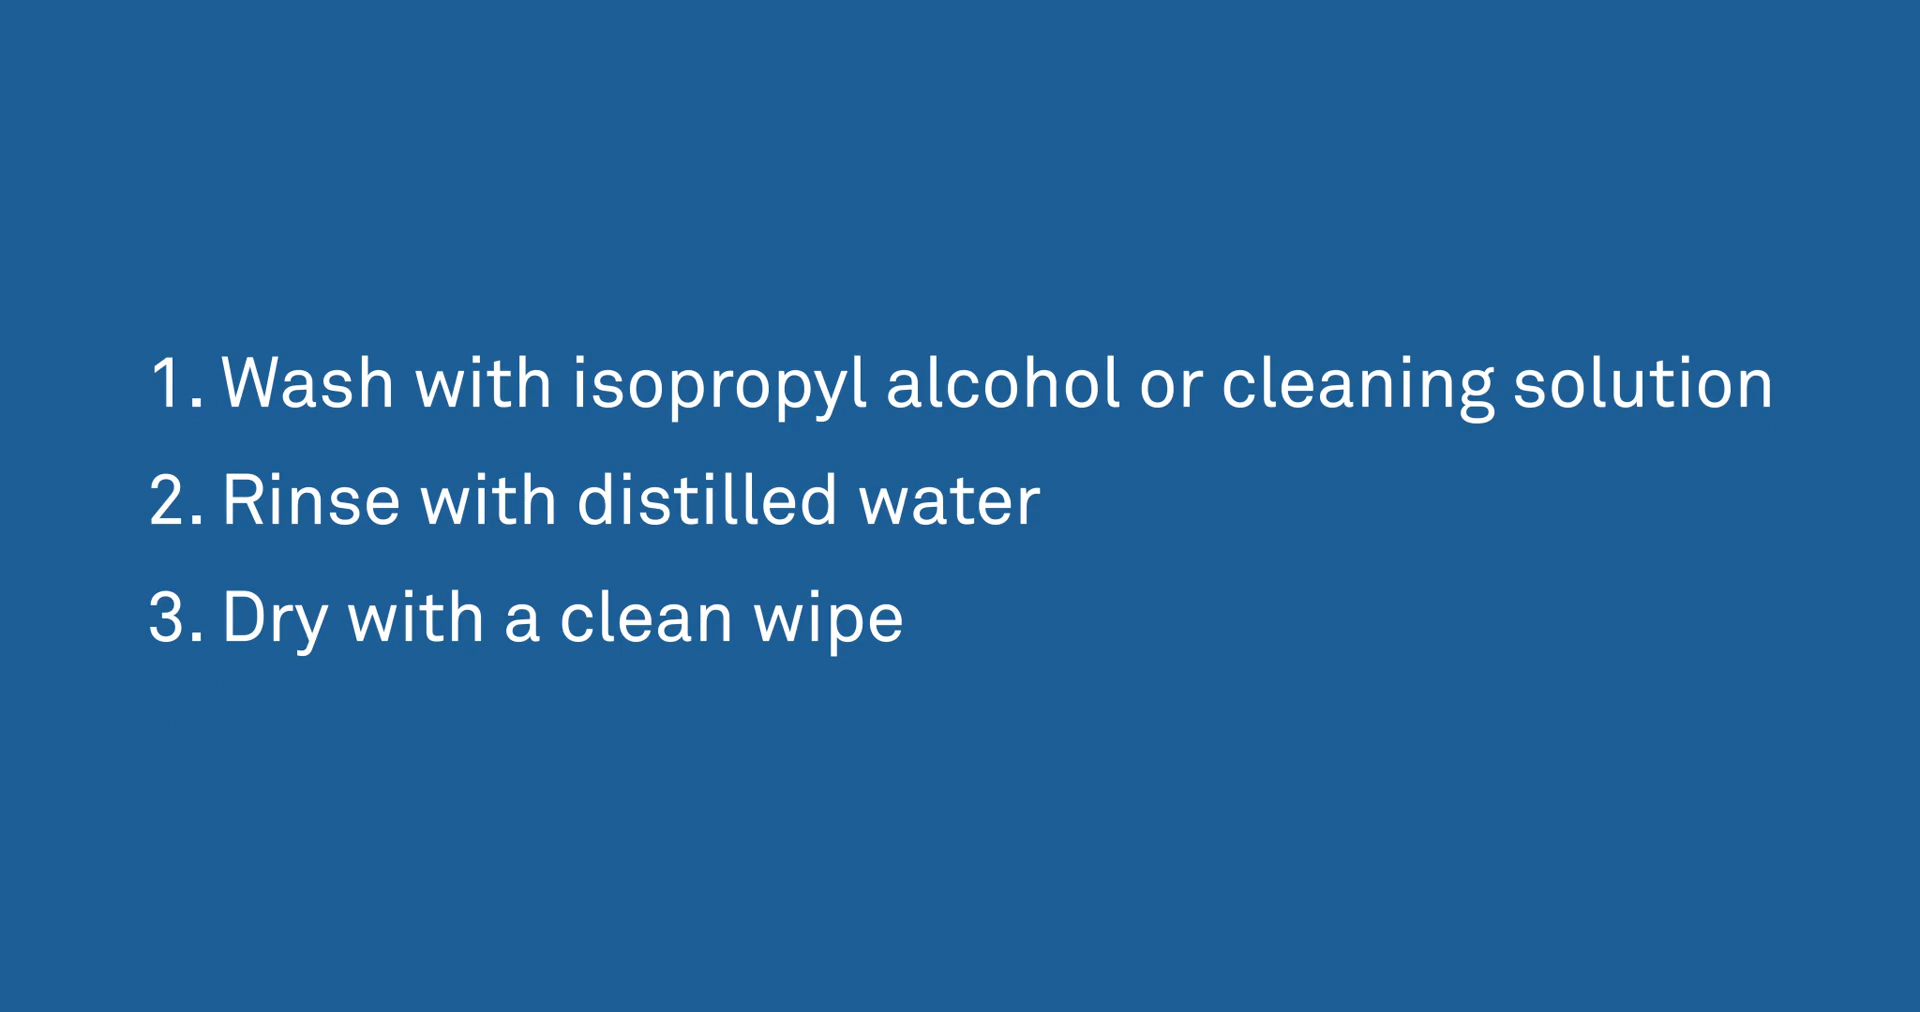 1. Wash with isopropyl alcohol or cleaning solution
2. Rinse with distilled water
3. Dry with a clean wipe